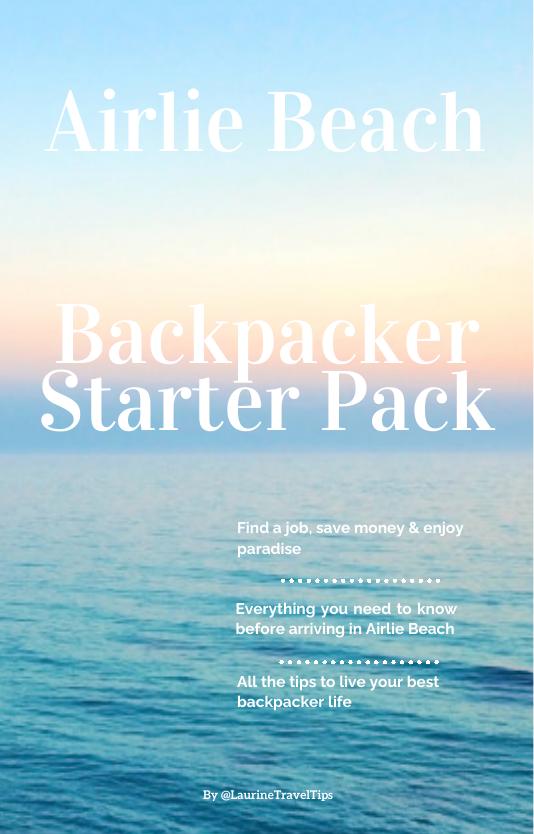 Airlie Beach
Backpacker
Starter Pack
Find a job, save money & enjoy
paradise
Everything you need to know
before arriving in Airlie Beach
All the tips to live your best
backpacker life
By @LaurineTravelTips